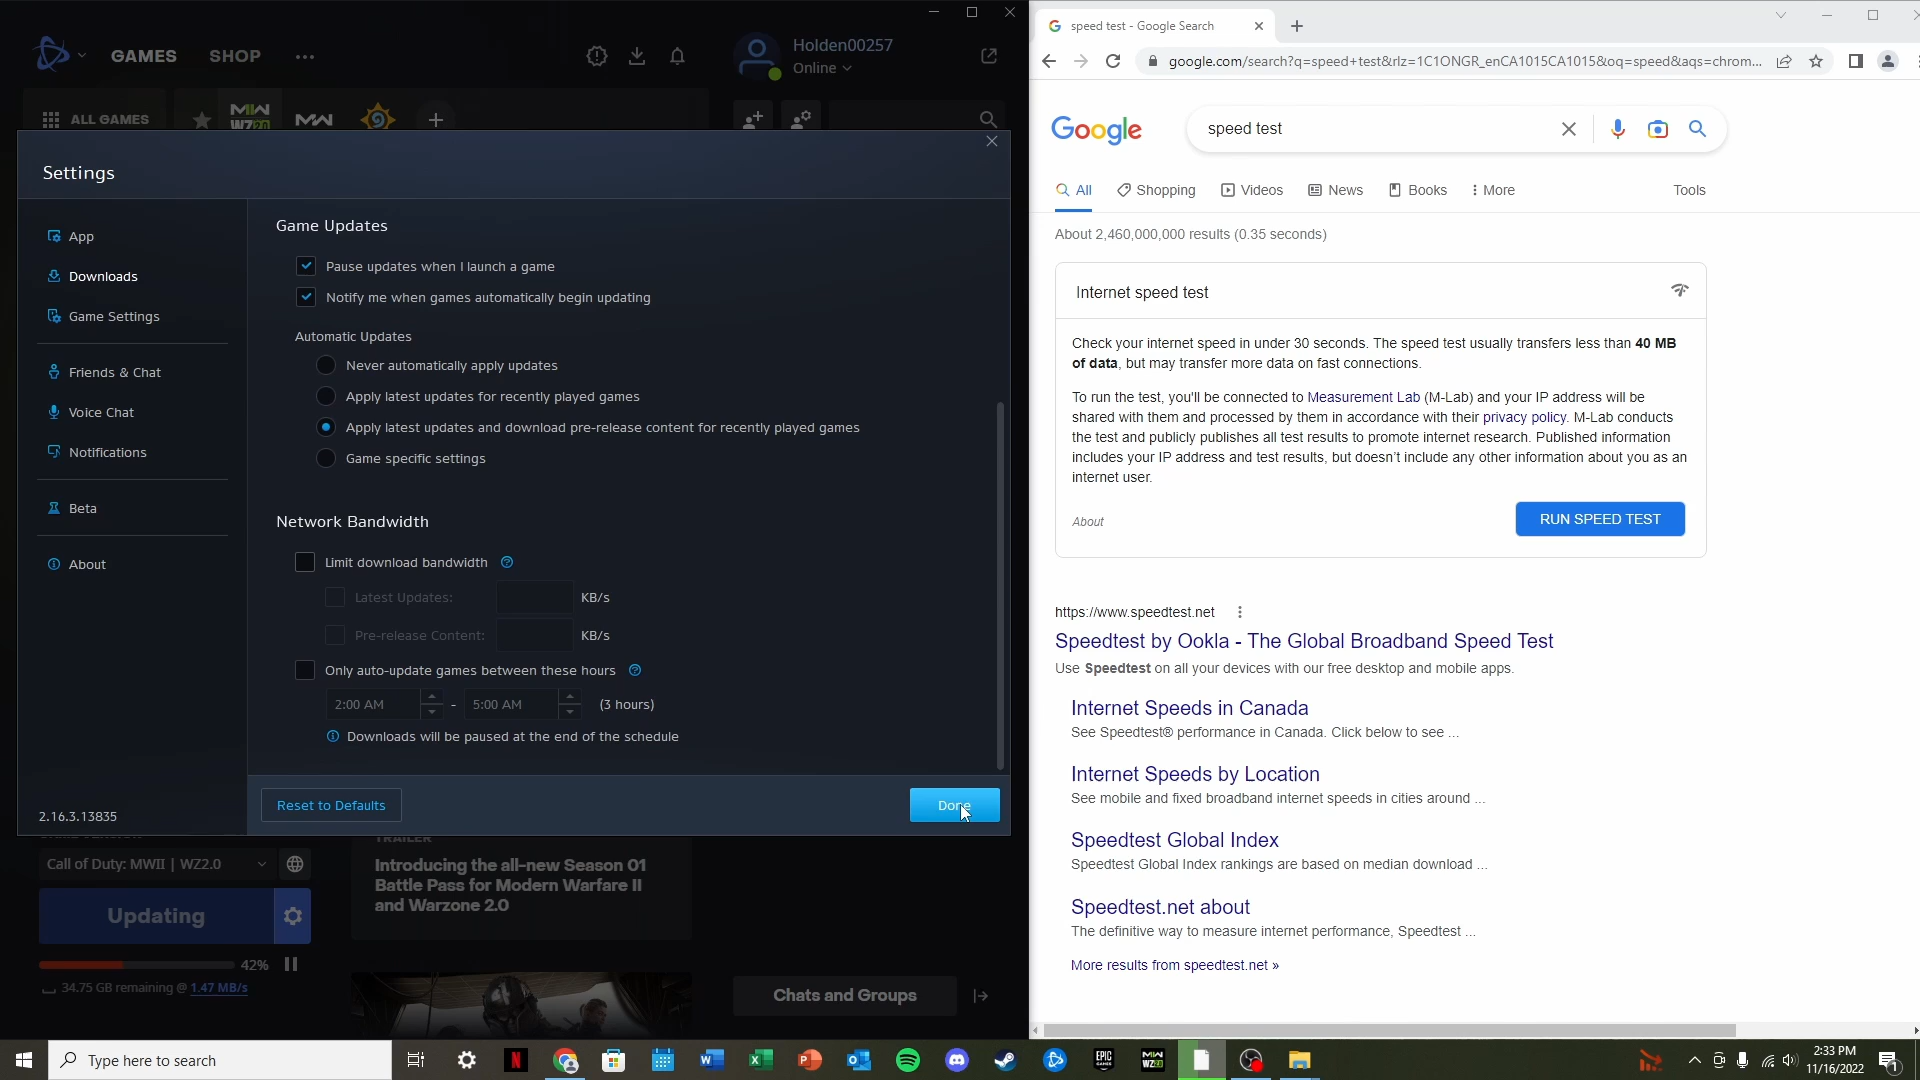 GAMES
SHOP
Holden00257
Online
ALL GAMES
MW
WZ2.0
MW
Settings
App
Downloads
Game Settings
Friends & Chat
Voice Chat
Notifications
Beta
About
2.16.3.13835
Game Updates
Pause updates when I launch a game
Notify me when games automatically begin updating
Automatic Updates
Never automatically apply updates
Apply latest updates for recently played games
Apply latest updates and download pre-release content for recently played games
Game specific settings
Network Bandwidth
Limit download bandwidth
Latest Updates: KB/s
Pre-release Content: KB/s
Only auto-update games between these hours
2:00 AM - 5:00 AM (3 hours)
Downloads will be paused at the end of the schedule
Reset to Defaults
Done
Call of Duty: MWII | WZ2.0
Updating
42%
34.75 GB remaining @ 1.47 MB/s
TRAILER
Introducing the all-new Season 01
Battle Pass for Modern Warfare II
and Warzone 2.0
Chats and Groups
speed test - Google Search
google.com/search?q=speed+test&rlz=1C1ONGR_enCA1015CA1015&oq=speed&aqs=chrom...
Google
speed test
All
Shopping
Videos
News
Books
More
Tools
About 2,460,000,000 results (0.35 seconds)
Internet speed test
Check your internet speed in under 30 seconds. The speed test usually transfers less than 40 MB
of data, but may transfer more data on fast connections.
To run the test, you'll be connected to Measurement Lab (M-Lab) and your IP address will be
shared with them and processed by them in accordance with their privacy policy. M-Lab conducts
the test and publicly publishes all test results to promote internet research. Published information
includes your IP address and test results, but doesn't include any other information about you as an
internet user.
About
RUN SPEED TEST
https://www.speedtest.net
Speedtest by Ookla - The Global Broadband Speed Test
Use Speedtest on all your devices with our free desktop and mobile apps.
Internet Speeds in Canada
See Speedtest® performance in Canada. Click below to see ...
Internet Speeds by Location
See mobile and fixed broadband internet speeds in cities around ...
Speedtest Global Index
Speedtest Global Index rankings are based on median download ...
Speedtest.net about
The definitive way to measure internet performance, Speedtest ...
More results from speedtest.net »
Type here to search
EPIC
GAMES
MW
WZ2.0
2:33 PM
11/16/2022
1